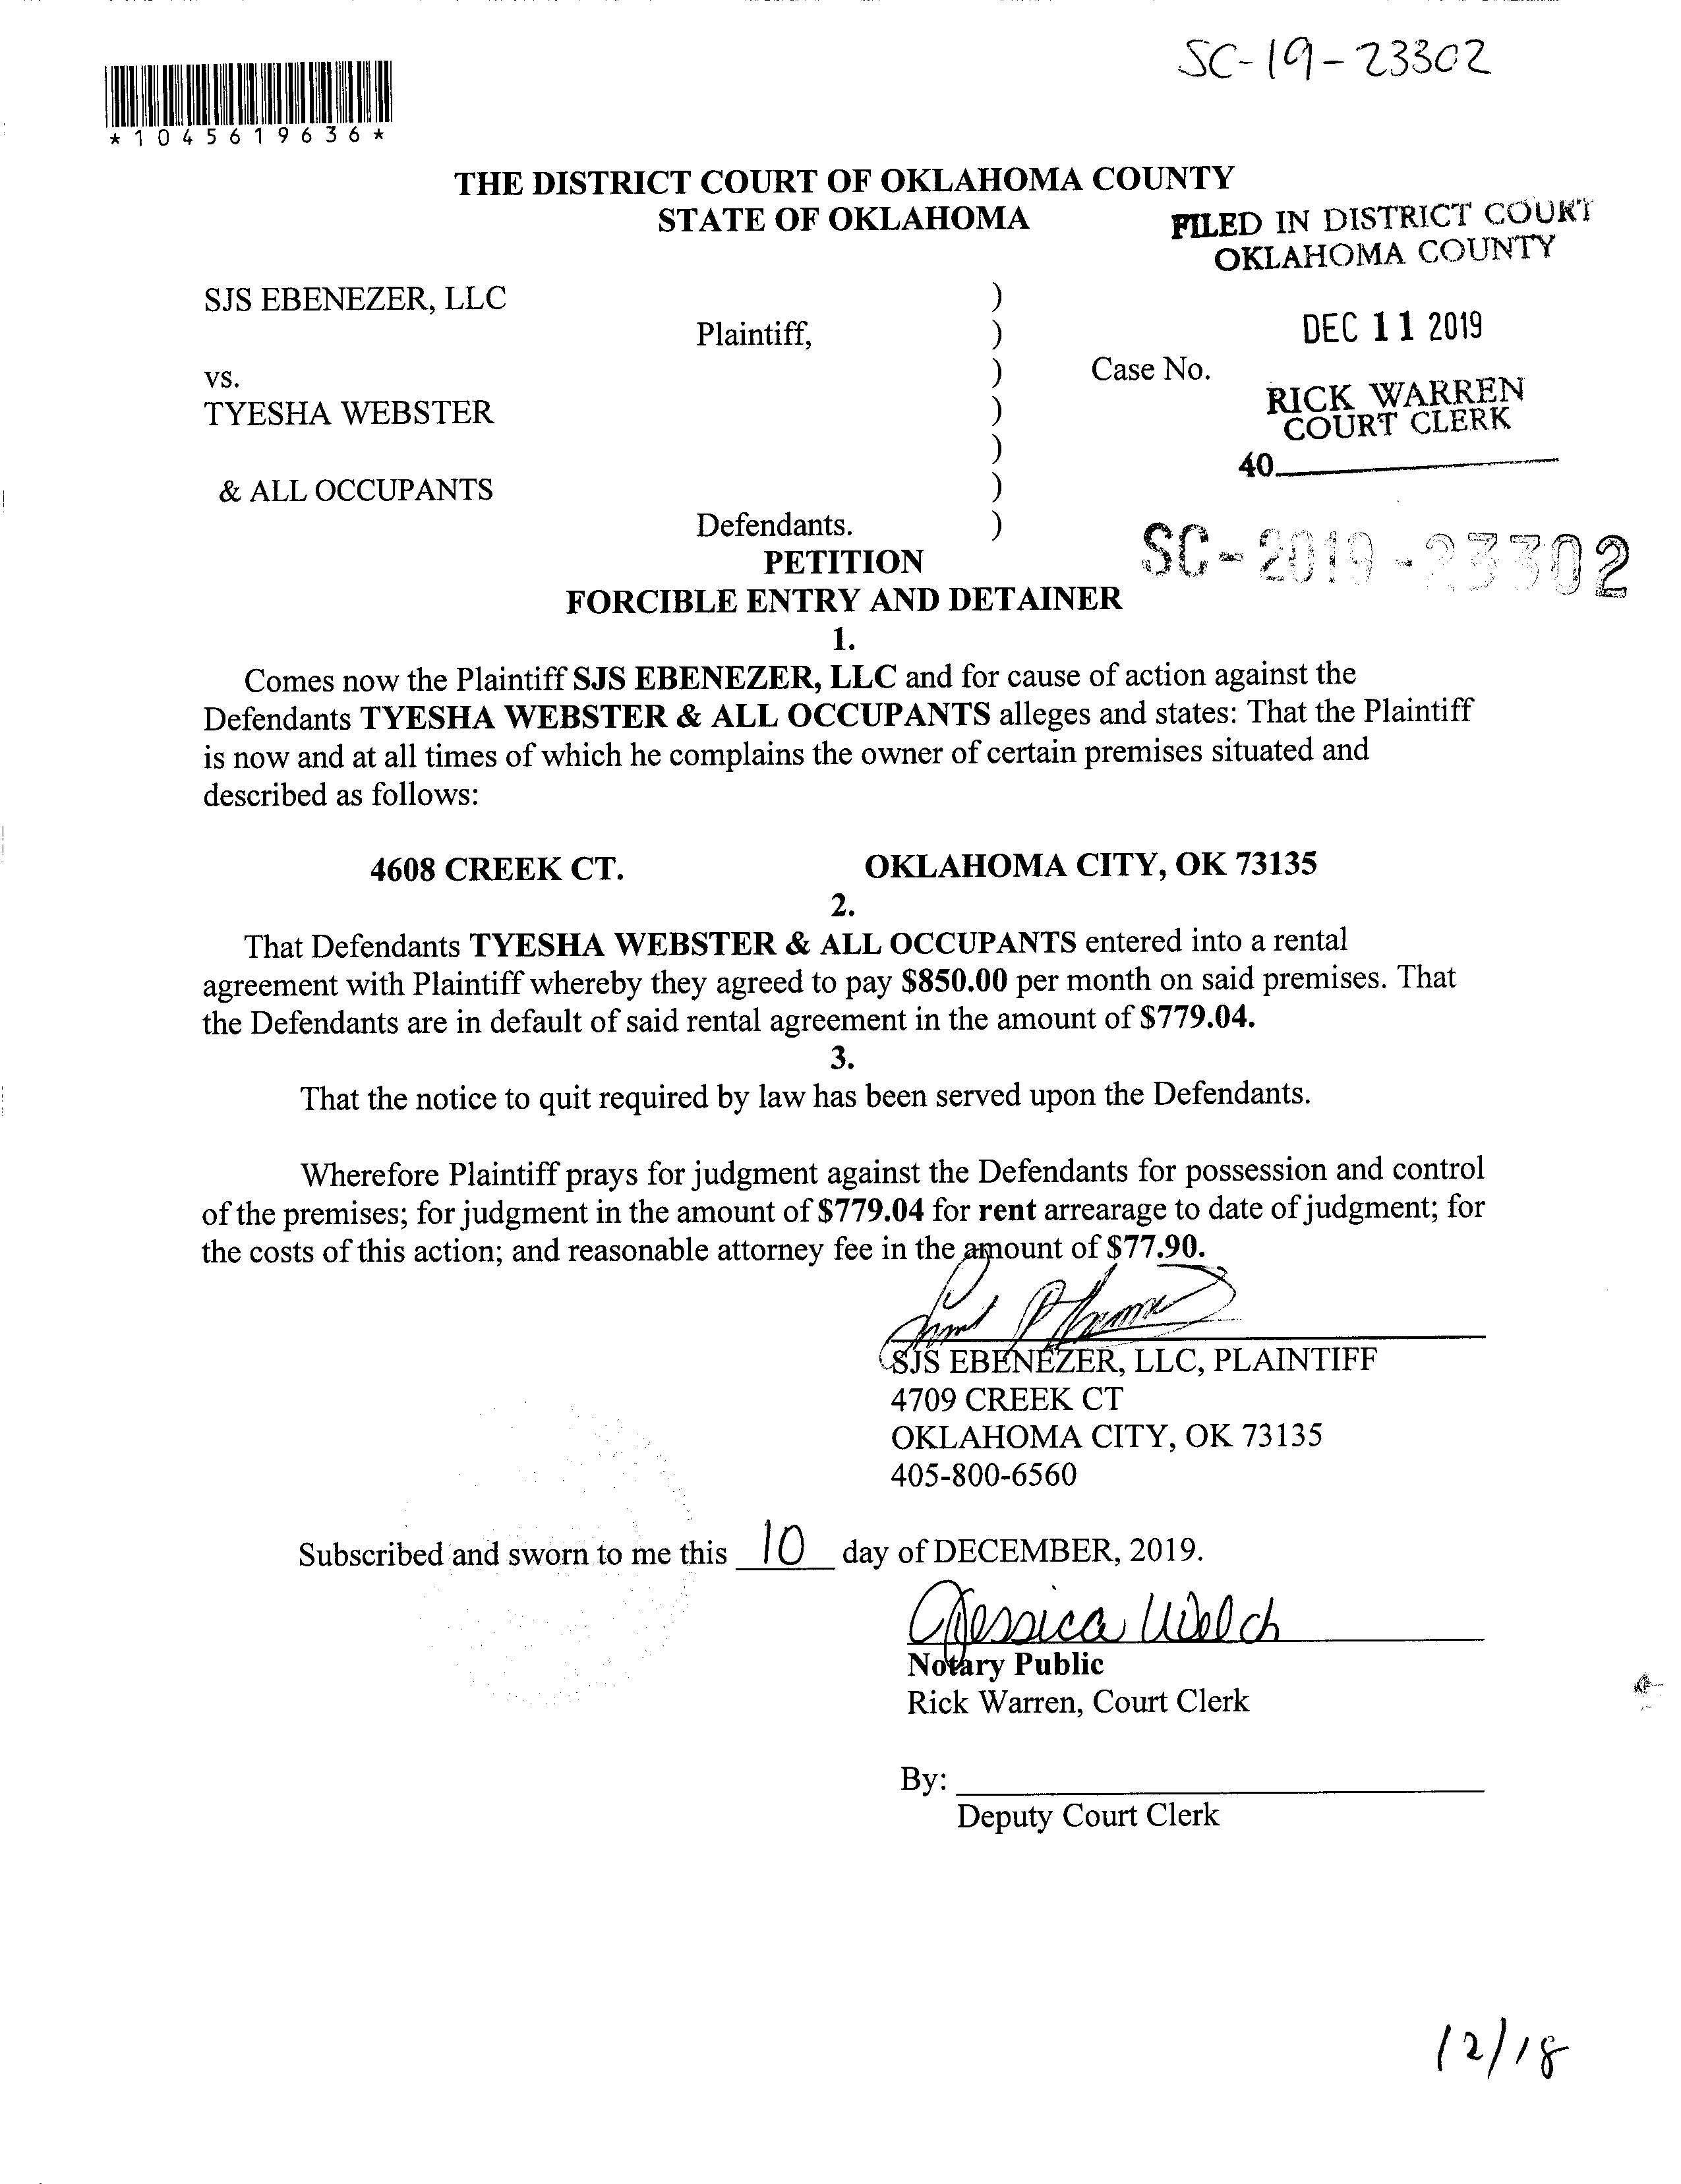 SC-19-23302
*1045619636*
THE DISTRICT COURT OF OKLAHOMA COUNTY
STATE OF OKLAHOMA
FILED IN DISTRICT COURT
OKLAHOMA COUNTY
SJS EBENEZER, LLC )
Plaintiff, )
DEC 11 2019
vs. ) Case No.
TYESHA WEBSTER )
RICK WARREN
COURT CLERK
)
40
& ALL OCCUPANTS )
Defendants. )
SC-2019-23302
PETITION
FORCIBLE ENTRY AND DETAINER
1.
Comes now the Plaintiff SJS EBENEZER, LLC and for cause of action against the
Defendants TYESHA WEBSTER & ALL OCCUPANTS alleges and states: That the Plaintiff
is now and at all times of which he complains the owner of certain premises situated and
described as follows:
4608 CREEK CT. OKLAHOMA CITY, OK 73135
2.
That Defendants TYESHA WEBSTER & ALL OCCUPANTS entered into a rental
agreement with Plaintiff whereby they agreed to pay $850.00 per month on said premises. That
the Defendants are in default of said rental agreement in the amount of $779.04.
3.
That the notice to quit required by law has been served upon the Defendants.
Wherefore Plaintiff prays for judgment against the Defendants for possession and control
of the premises; for judgment in the amount of $779.04 for rent arrearage to date of judgment; for
the costs of this action; and reasonable attorney fee in the amount of $77.90.
SJS EBENEZER, LLC, PLAINTIFF
4709 CREEK CT
OKLAHOMA CITY, OK 73135
405-800-6560
Subscribed and sworn to me this 10 day of DECEMBER, 2019.
Jessica Welch
Notary Public
Rick Warren, Court Clerk
By:
Deputy Court Clerk
12/18